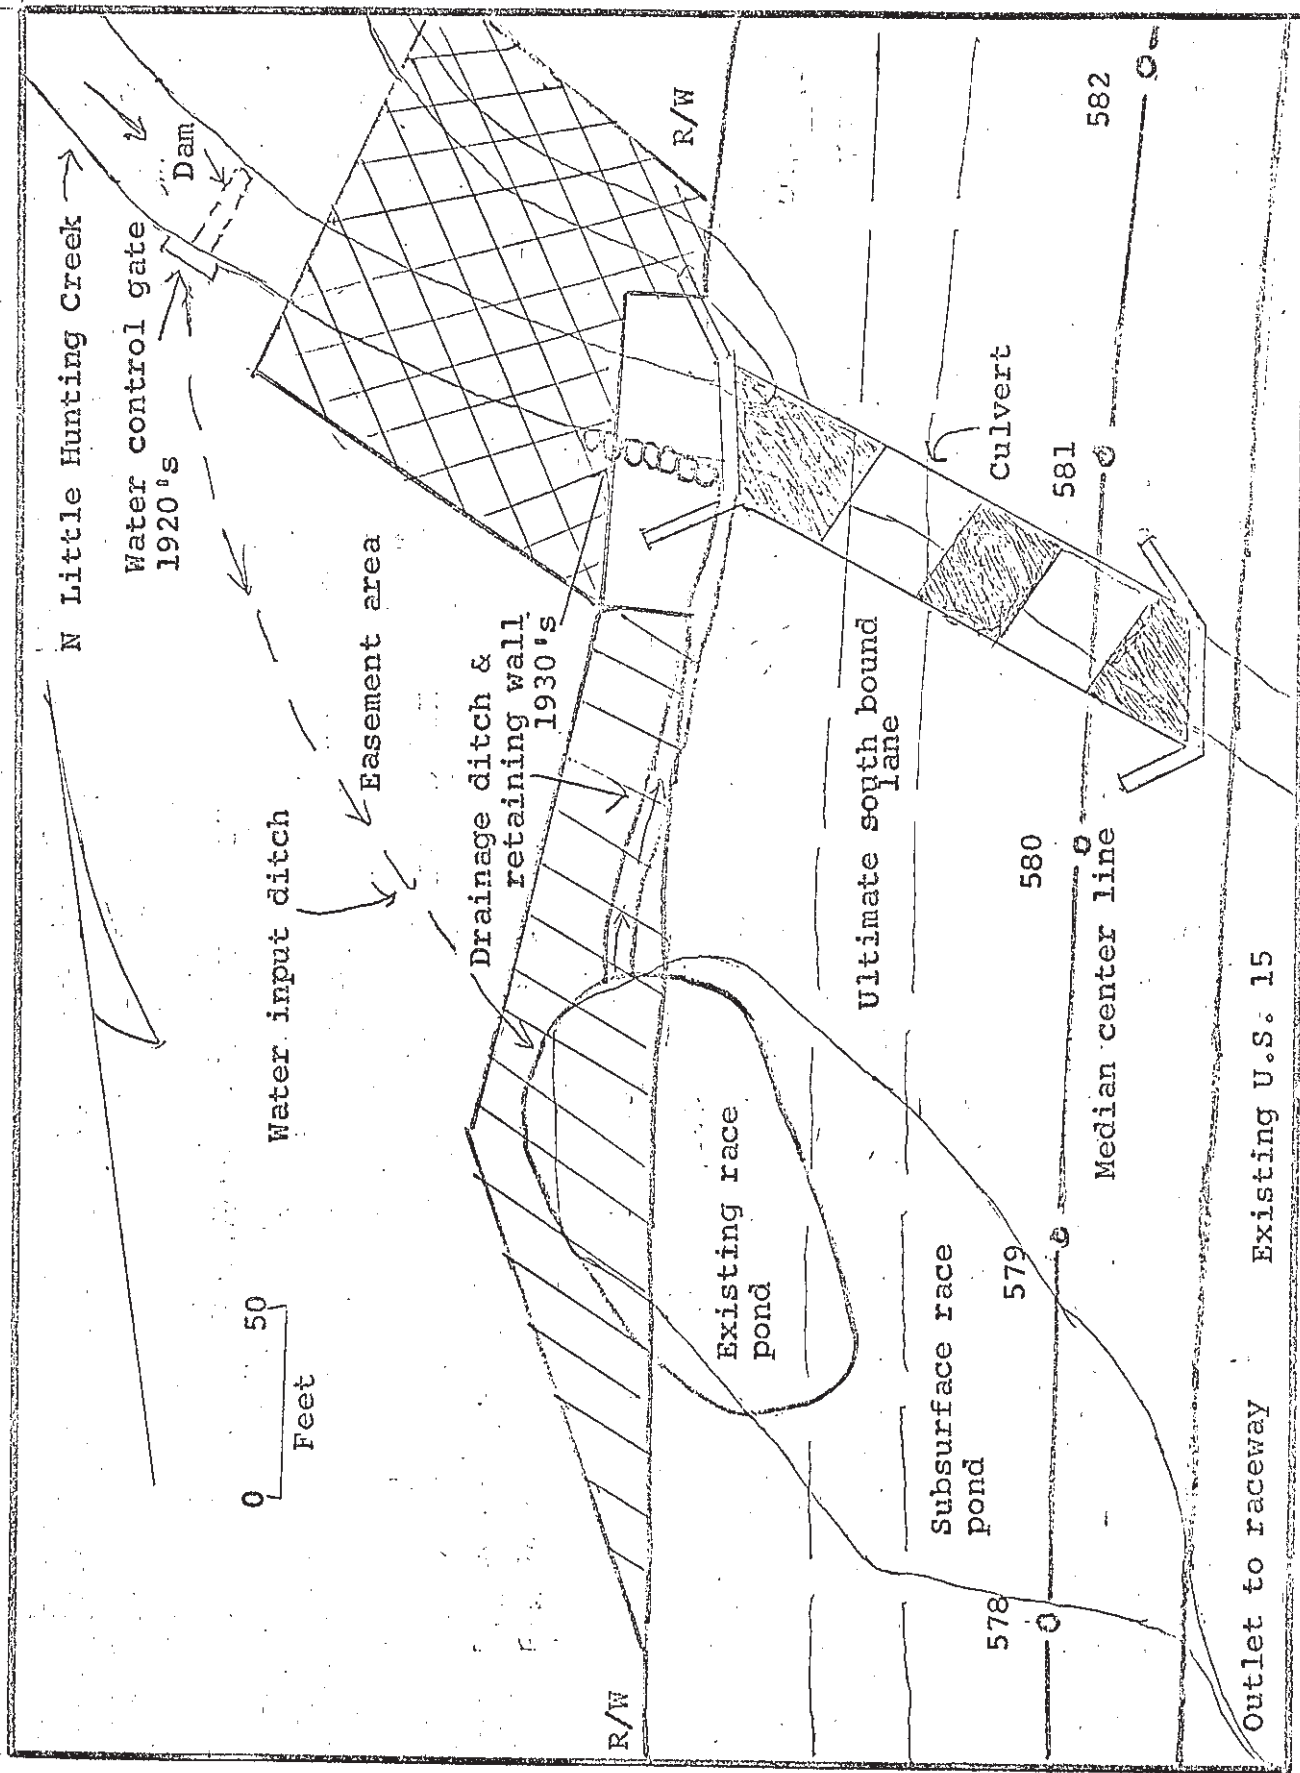 N
Little Hunting Creek
Dam
Water control gate
1920's
Water input ditch
Easement area
0 50
Feet
Drainage ditch &
retaining wall
1930's
R/W
R/W
Existing race
pond
Ultimate south bound
lane
Culvert
Subsurface race
pond
578
579
580
581
582
Median center line
Outlet to raceway
Existing U.S. 15